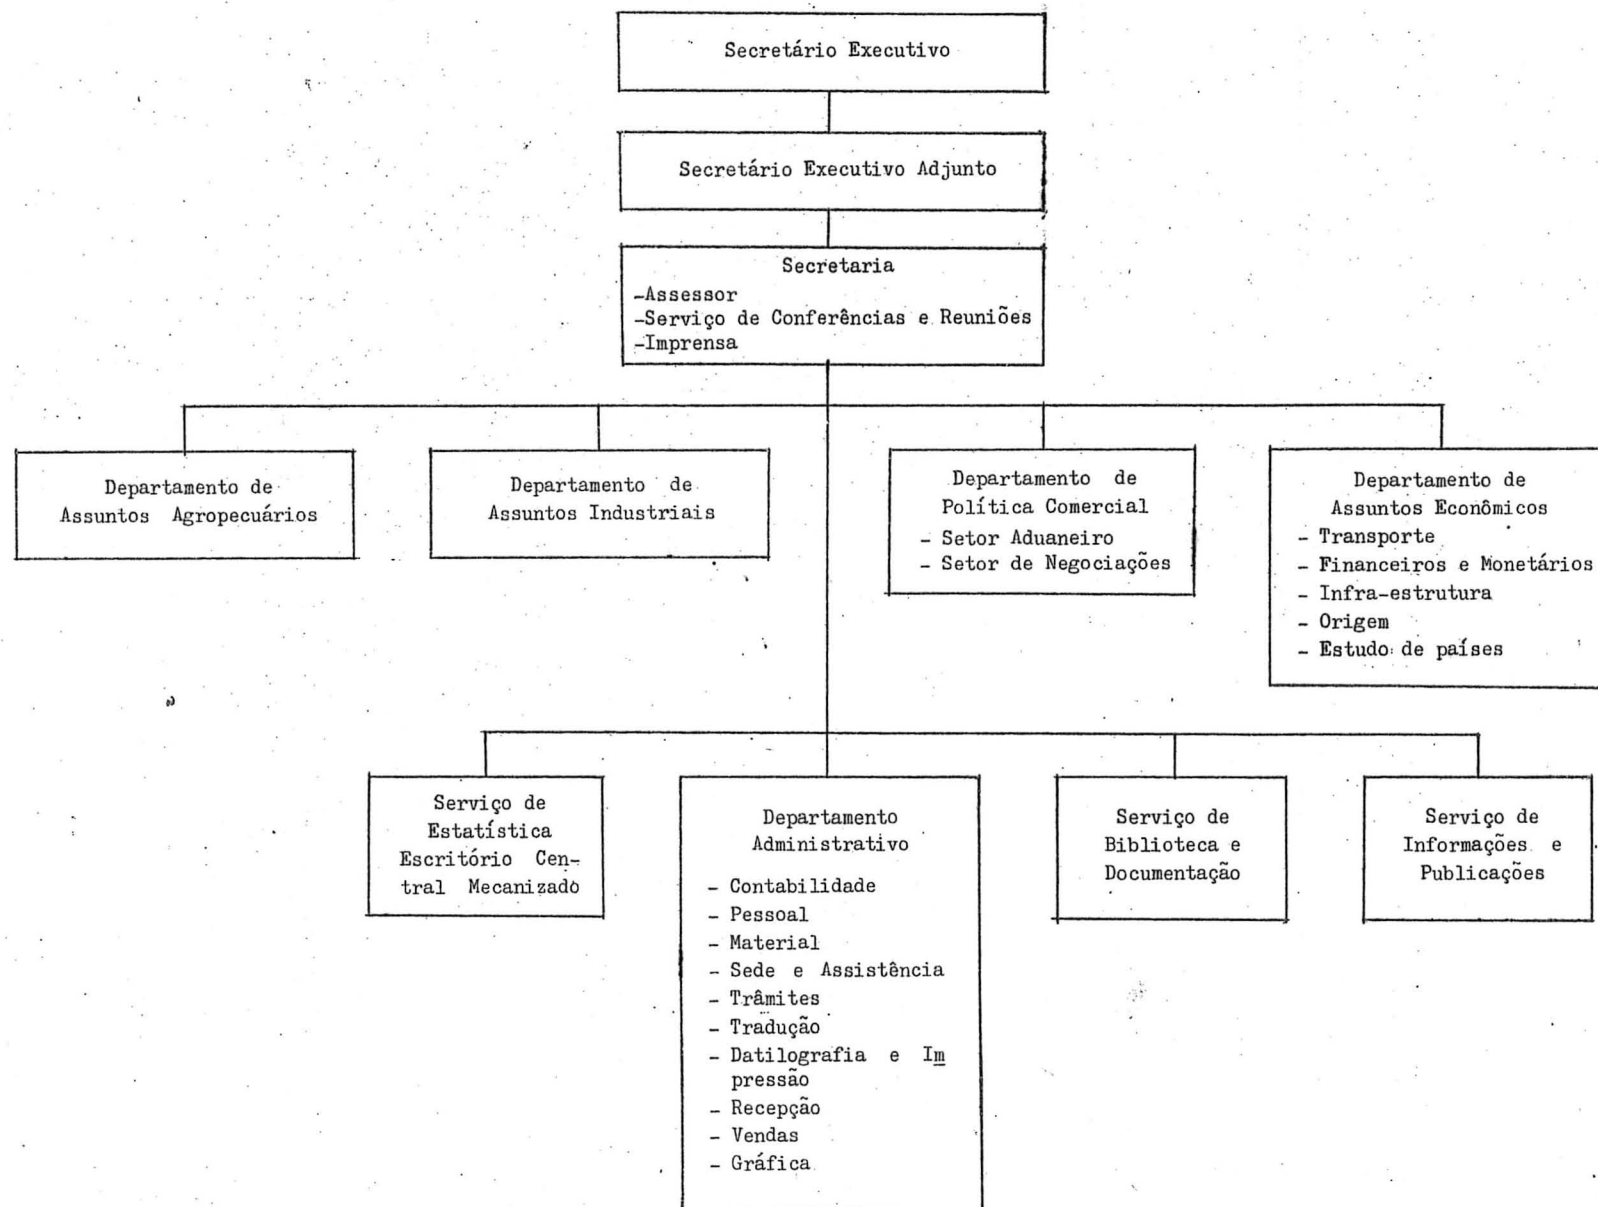 Secretário Executivo
Secretário Executivo Adjunto
Secretaria
-Assessor
-Serviço de Conferências e Reuniões
-Imprensa
Departamento de
Assuntos Agropecuários
Departamento de
Assuntos Industriais
Departamento de
Política Comercial
- Setor Aduaneiro
- Setor de Negociações
Departamento de
Assuntos Econômicos
- Transporte
- Financeiros e Monetários
- Infra-estrutura
- Origem
- Estudo de países
Serviço de
Estatística
Escritório Cen-
tral Mecanizado
Departamento
Administrativo
- Contabilidade
- Pessoal
- Material
- Sede e Assistência
- Trâmites
- Tradução
- Datilografia e Im
pressão
- Recepção
- Vendas
- Gráfica
Serviço de
Biblioteca e
Documentação
Serviço de
Informações e
Publicações